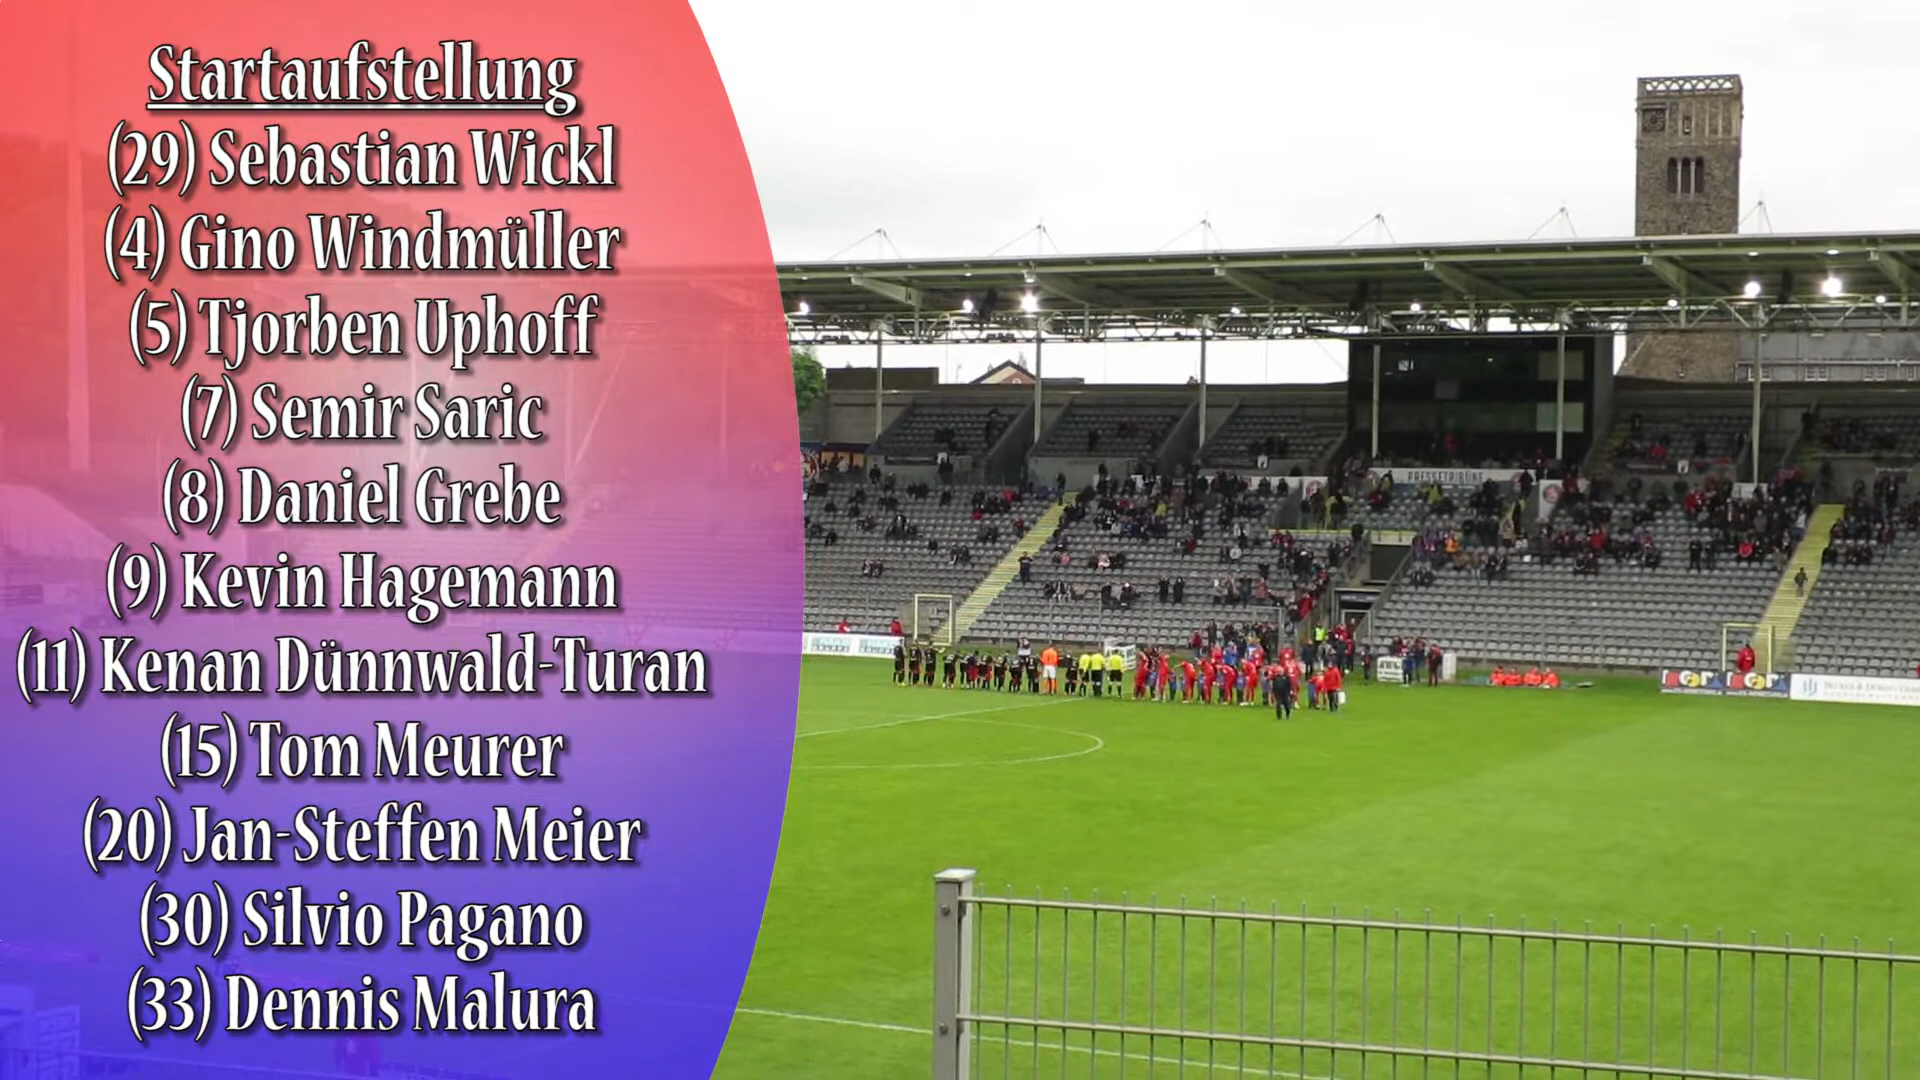 Startaufstellung
(29) Sebastian Wickl
(4) Gino Windmüller
(5) Tjorben Uphoff
(7) Semir Saric
(8) Daniel Grebe
(9) Kevin Hagemann
(11) Kenan Dünnwald-Turan
(15) Tom Meurer
(20) Jan-Steffen Meier
(30) Silvio Pagano
(33) Dennis Malura
PRESSETRIBÜNE